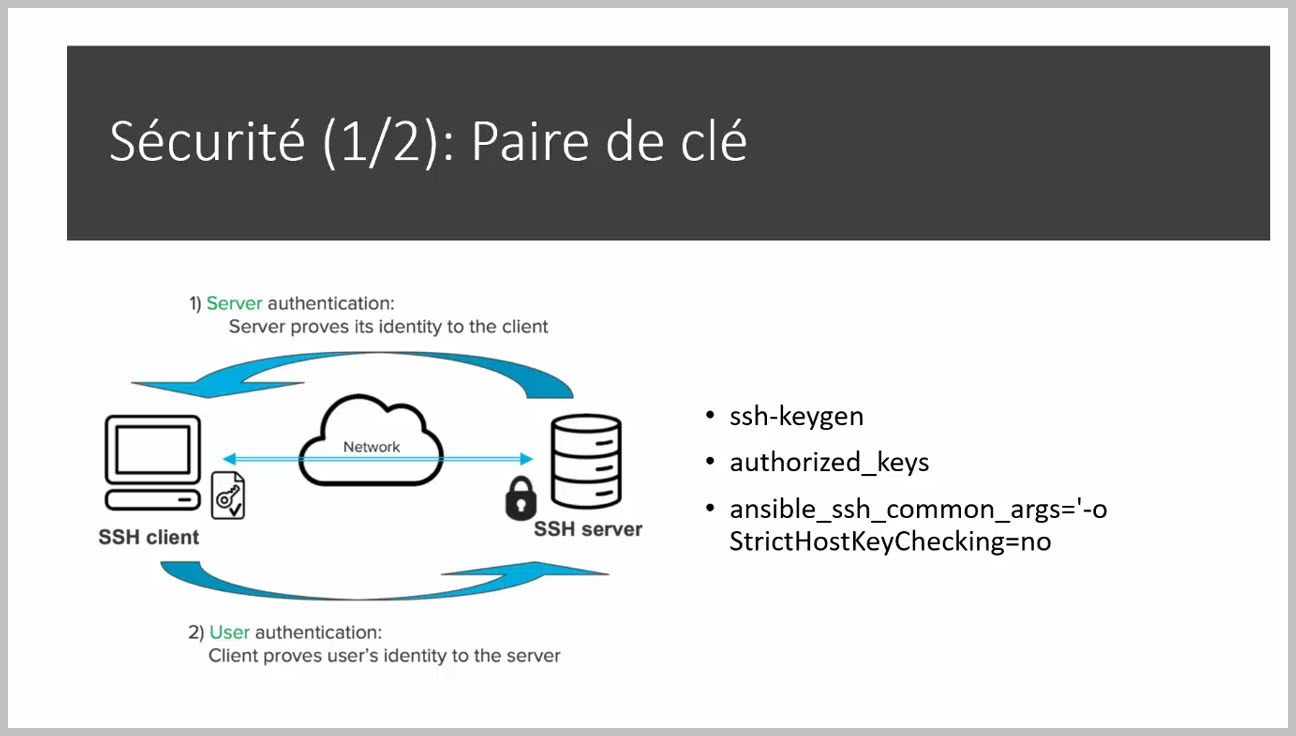 Sécurité (1/2): Paire de clé
1) Server authentication:
Server proves its identity to the client
Network
SSH client
SSH server
2) User authentication:
Client proves user's identity to the server
• ssh-keygen
• authorized_keys
• ansible_ssh_common_args='-o
StrictHostKeyChecking=no